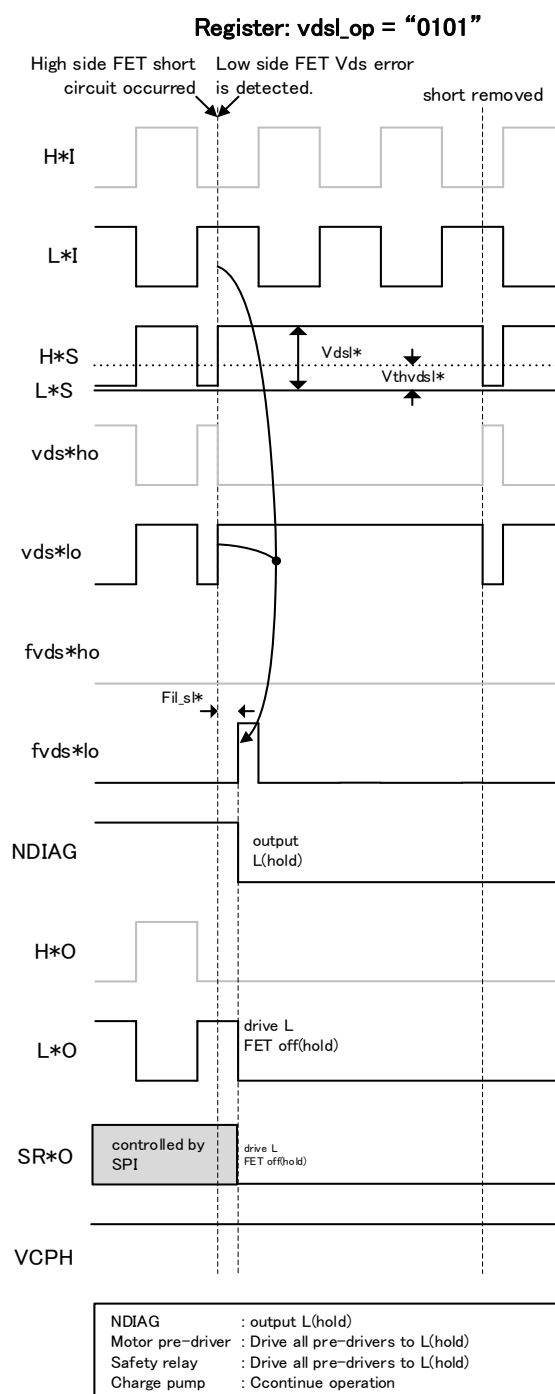 Register: vdsl_op = “0101”
High side FET short
circuit occurred
Low side FET Vds error
is detected.
short removed
H*I
L*I
H*S
Vdsl*
Vthvdsl*
L*S
vds*ho
vds*lo
fvds*ho
Fil_sl*
fvds*lo
NDIAG
output
L(hold)
H*O
L*O
drive L
FET off(hold)
SR*O
controlled by
SPI
drive L
FET off(hold)
VCPH
NDIAG : output L(hold)
Motor pre-driver : Drive all pre-drivers to L(hold)
Safety relay : Drive all pre-drivers to L(hold)
Charge pump : Ccontinue operation